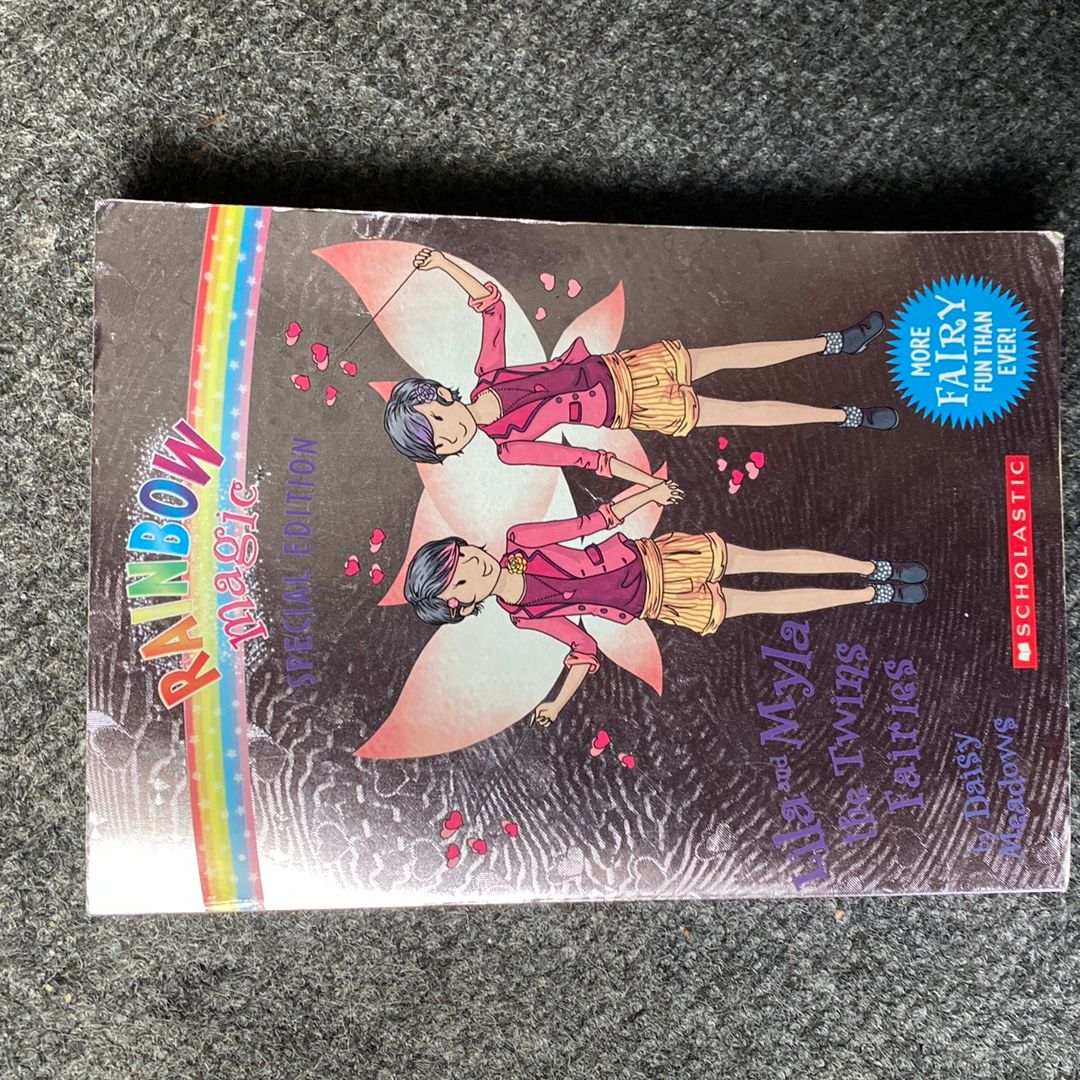 RAINBOW
magic
SPECIAL EDITION
Lila and Myla
the Twins
Fairies
by Daisy
Meadows
SCHOLASTIC
MORE
FAIRY
FUN THAN
EVER!